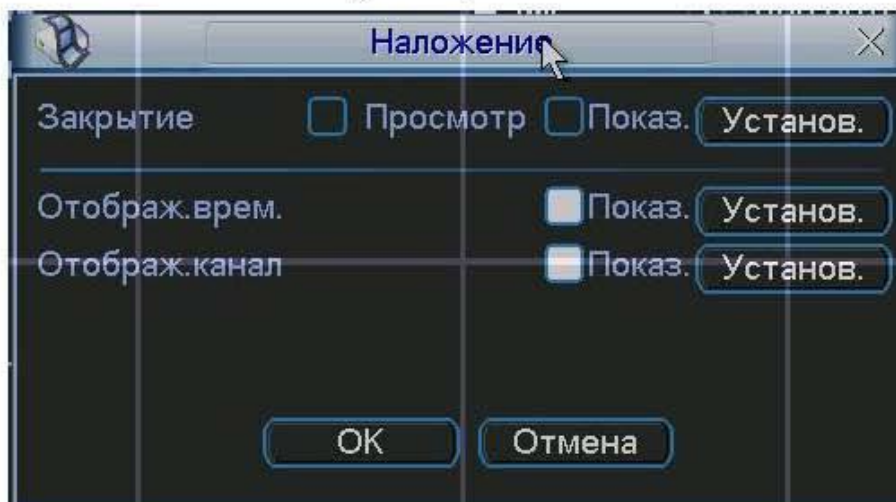 Наложение
Закрытие Просмотр Показ. Установ.
Отображ.врем. Показ. Установ.
Отображ.канал Показ. Установ.
OK Отмена